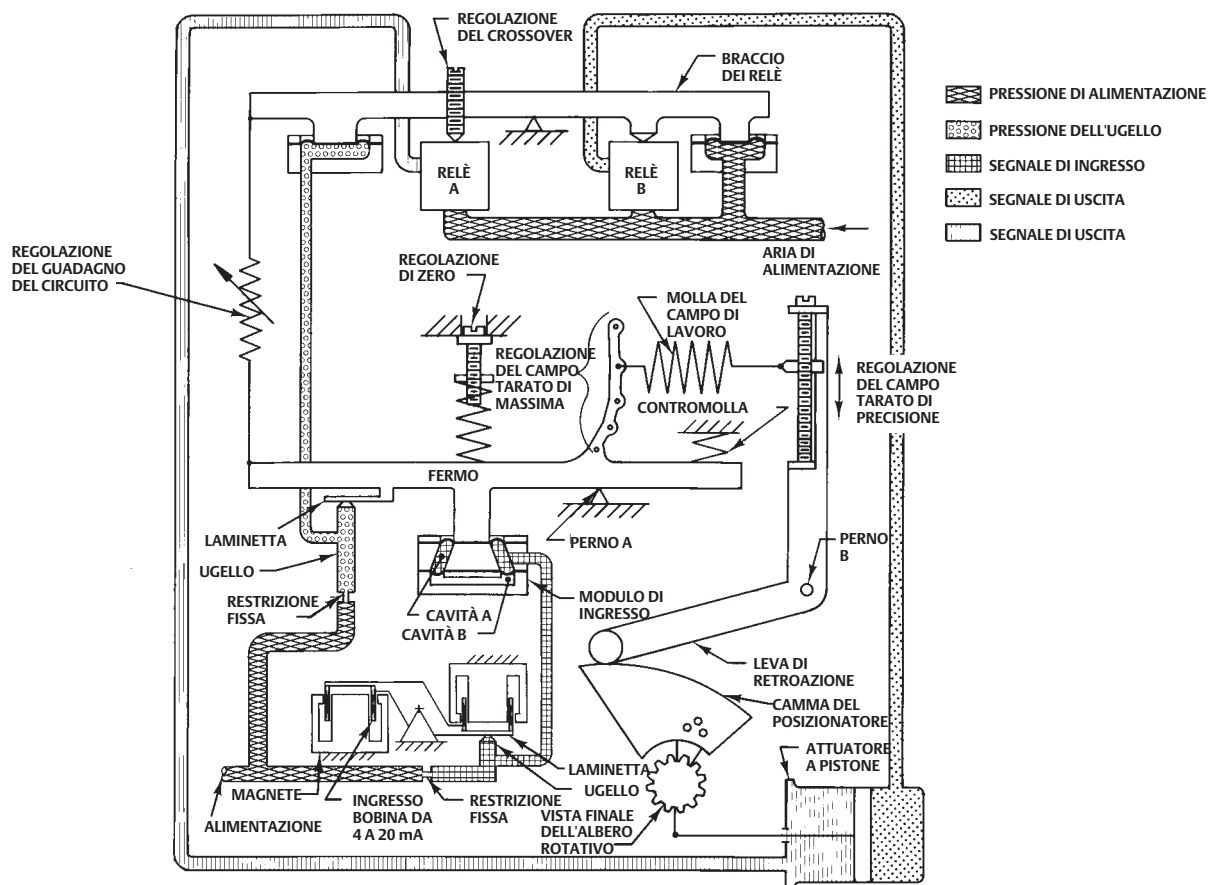 REGOLAZIONE
DEL CROSSOVER
BRACCIO
DEI RELÈ
PRESSIONE DI ALIMENTAZIONE
PRESSIONE DELL'UGELLO
SEGNALE DI INGRESSO
SEGNALE DI USCITA
SEGNALE DI USCITA
RELÈ
A
RELÈ
B
ARIA DI
ALIMENTAZIONE
REGOLAZIONE
DEL GUADAGNO
DEL CIRCUITO
REGOLAZIONE
DI ZERO
MOLLA DEL
CAMPO DI
LAVORO
REGOLAZIONE
DEL CAMPO
TARATO DI
MASSIMA
CONTROMOLLA
REGOLAZIONE
DEL CAMPO
TARATO DI
PRECISIONE
FERMO
LAMINETTA
UGELLO
RESTRIZIONE
FISSA
PERNO A
PERNO
B
CAVITÀ A
CAVITÀ B
MODULO DI
INGRESSO
LEVA DI
RETROAZIONE
CAMMA DEL
POSIZIONATORE
ATTUATORE
A PISTONE
ALIMENTAZIONE
MAGNETE
INGRESSO
BOBINA DA
4 A 20 mA
RESTRIZIONE
FISSA
LAMINETTA
UGELLO
VISTA FINALE
DELL'ALBERO
ROTATIVO